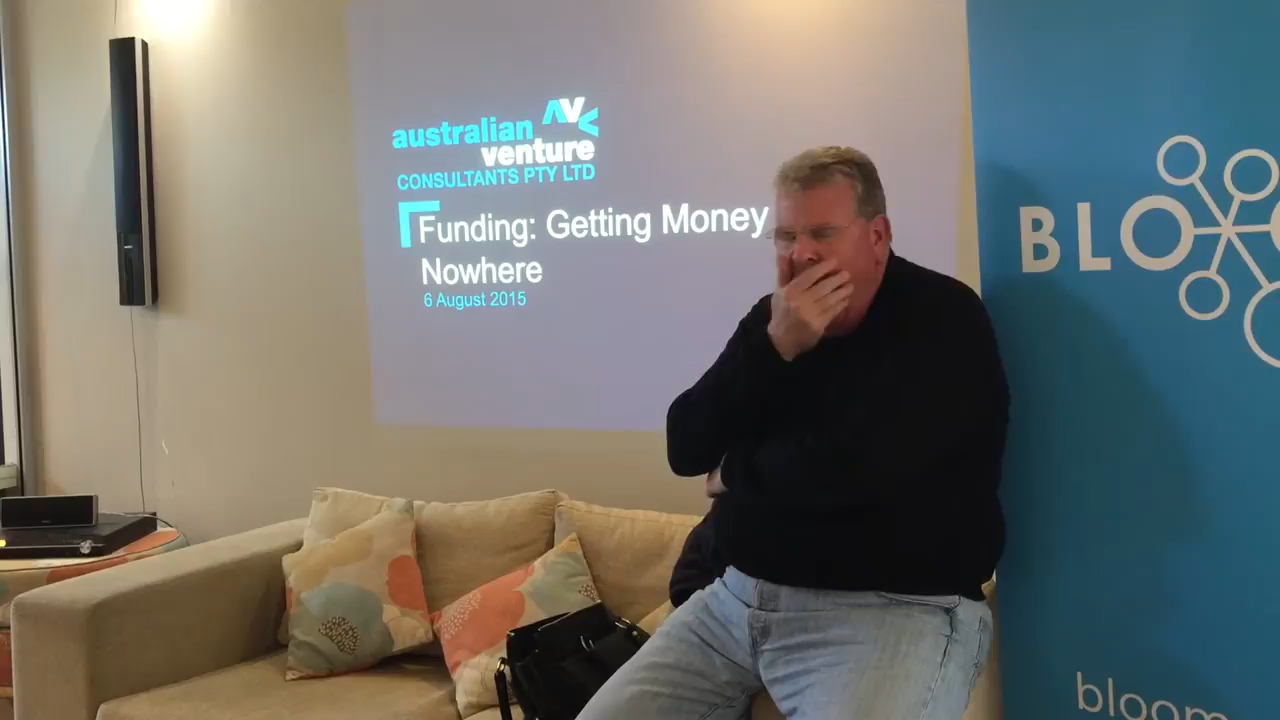 australian
venture
CONSULTANTS PTY LTD
Funding: Getting Money
Nowhere
6 August 2015
BLO
bloom